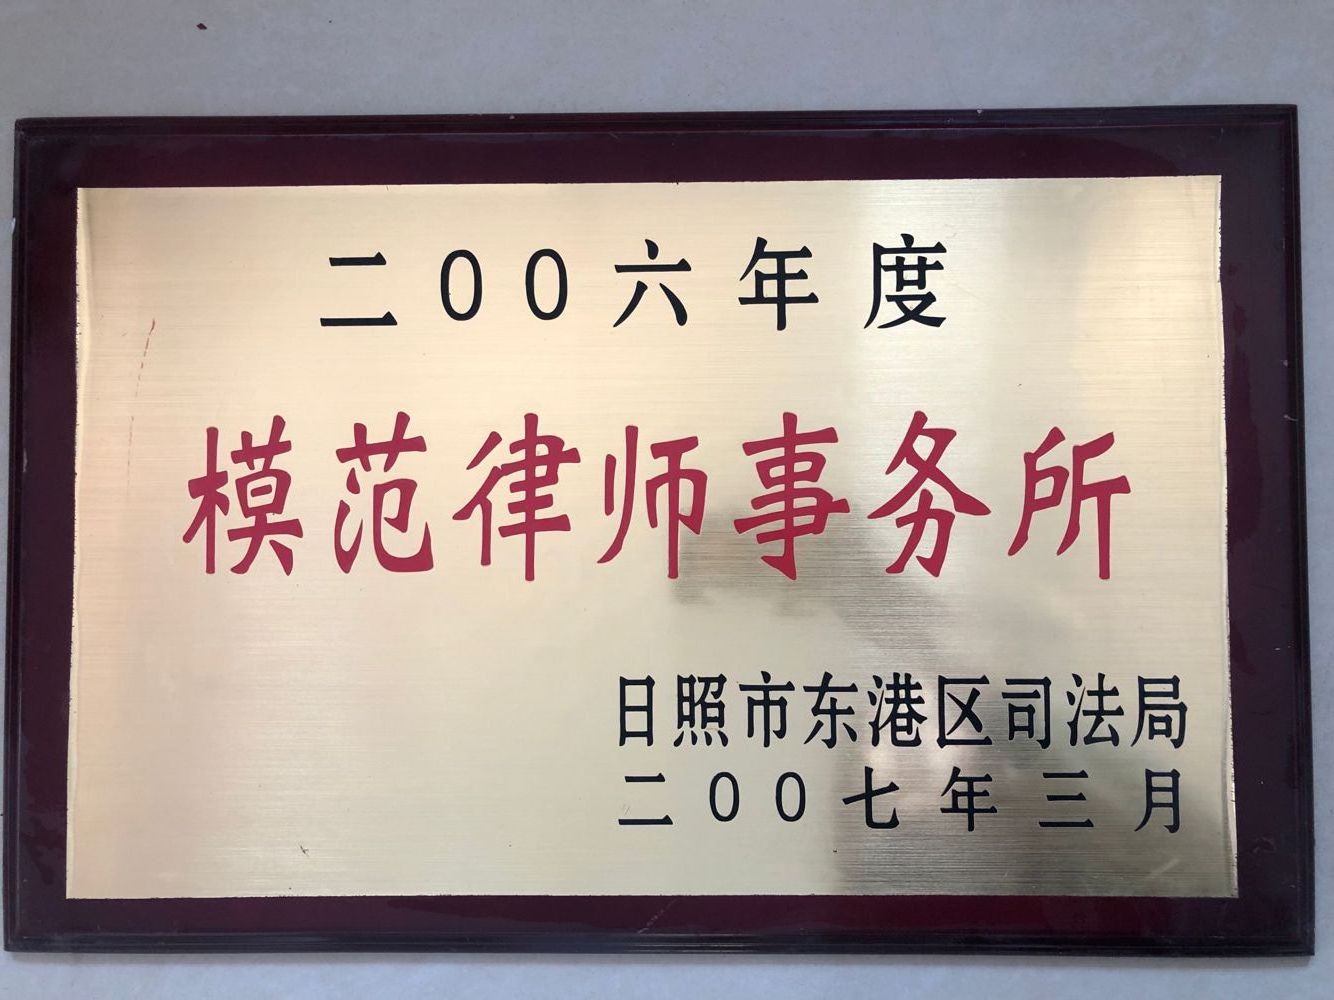 二00六年度
模范律师事务所
日照市东港区司法局
二00七年三月